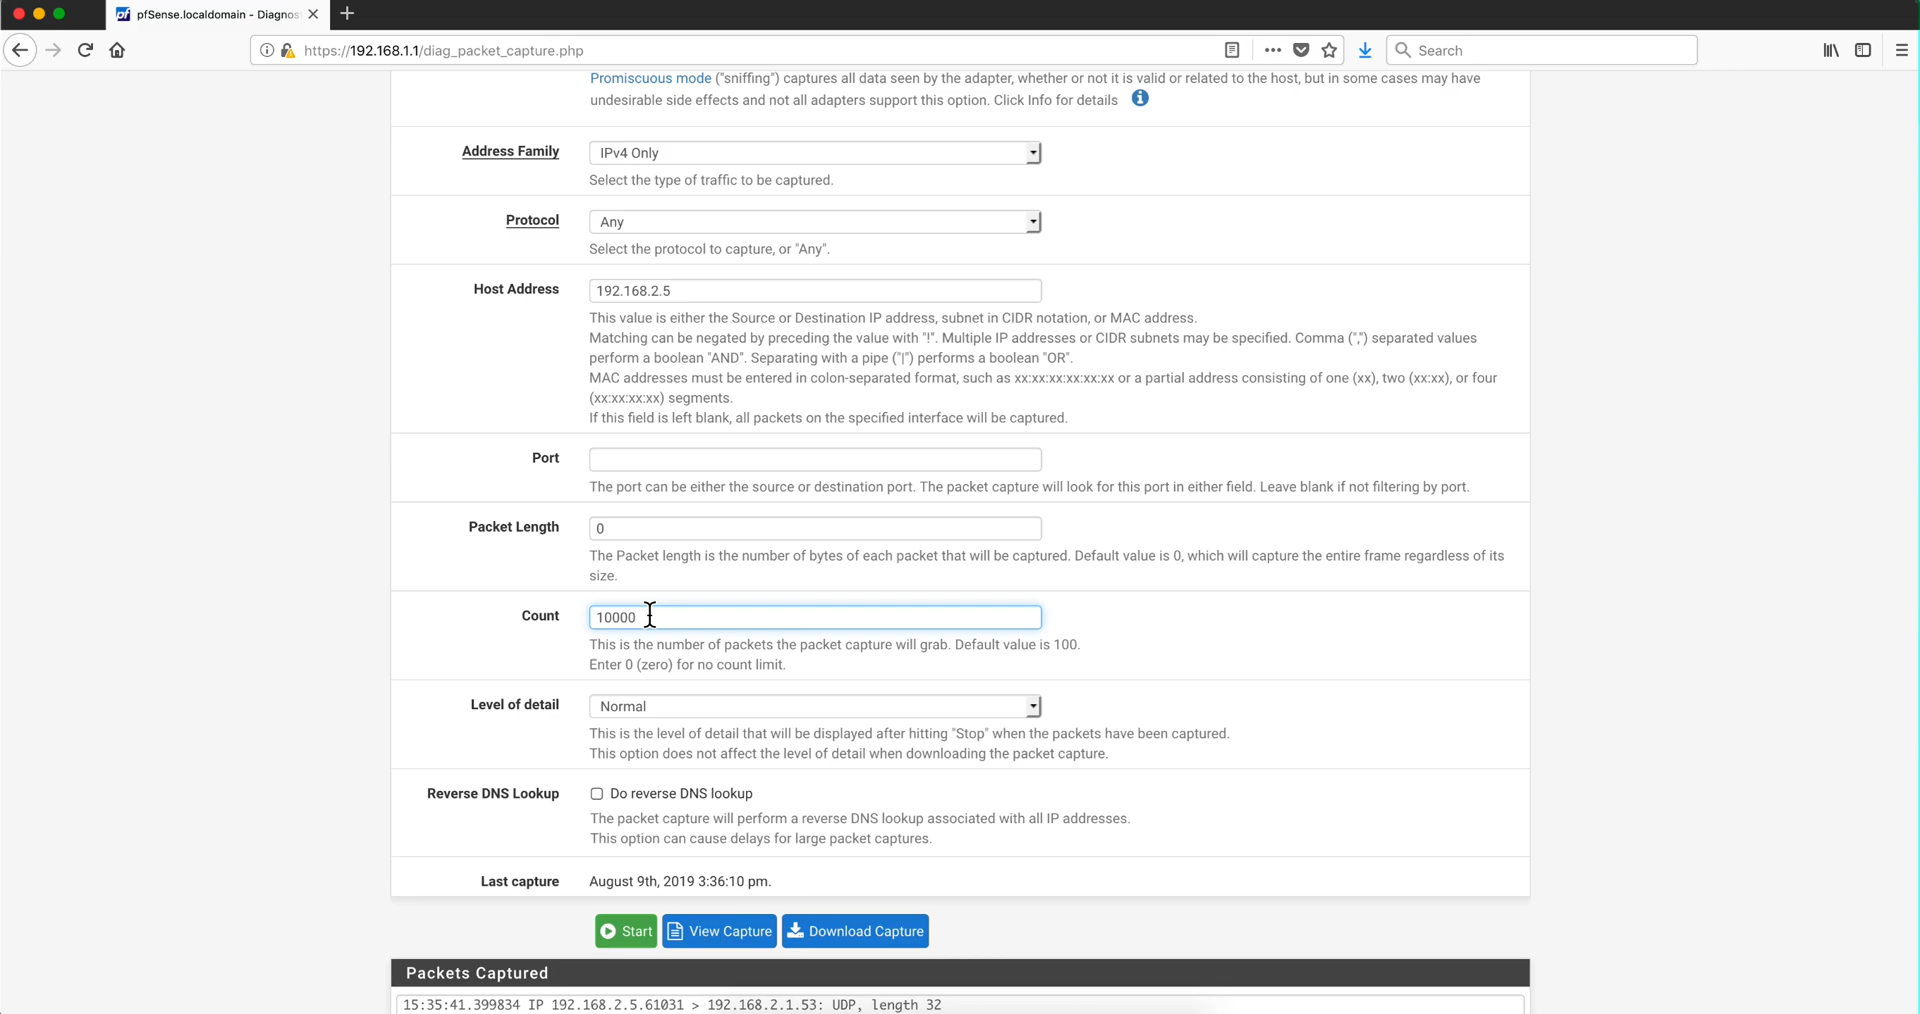 pfSense.localdomain - Diagnos
https://192.168.1.1/diag_packet_capture.php
Search
Promiscuous mode ("sniffing") captures all data seen by the adapter, whether or not it is valid or related to the host, but in some cases may have
undesirable side effects and not all adapters support this option. Click Info for details
Address Family
IPv4 Only
Select the type of traffic to be captured.
Protocol
Any
Select the protocol to capture, or "Any".
Host Address
192.168.2.5
This value is either the Source or Destination IP address, subnet in CIDR notation, or MAC address.
Matching can be negated by preceding the value with "!". Multiple IP addresses or CIDR subnets may be specified. Comma (",") separated values
perform a boolean "AND". Separating with a pipe ("|") performs a boolean "OR".
MAC addresses must be entered in colon-separated format, such as xx:xx:xx:xx:xx:xx or a partial address consisting of one (xx), two (xx:xx), or four
(xx:xx:xx:xx) segments.
If this field is left blank, all packets on the specified interface will be captured.
Port
The port can be either the source or destination port. The packet capture will look for this port in either field. Leave blank if not filtering by port.
Packet Length
0
The Packet length is the number of bytes of each packet that will be captured. Default value is 0, which will capture the entire frame regardless of its
size.
Count
10000
This is the number of packets the packet capture will grab. Default value is 100.
Enter 0 (zero) for no count limit.
Level of detail
Normal
This is the level of detail that will be displayed after hitting "Stop" when the packets have been captured.
This option does not affect the level of detail when downloading the packet capture.
Reverse DNS Lookup
Do reverse DNS lookup
The packet capture will perform a reverse DNS lookup associated with all IP addresses.
This option can cause delays for large packet captures.
Last capture
August 9th, 2019 3:36:10 pm.
Start
View Capture
Download Capture
Packets Captured
15:35:41.399834 IP 192.168.2.5.61031 > 192.168.2.1.53: UDP, length 32